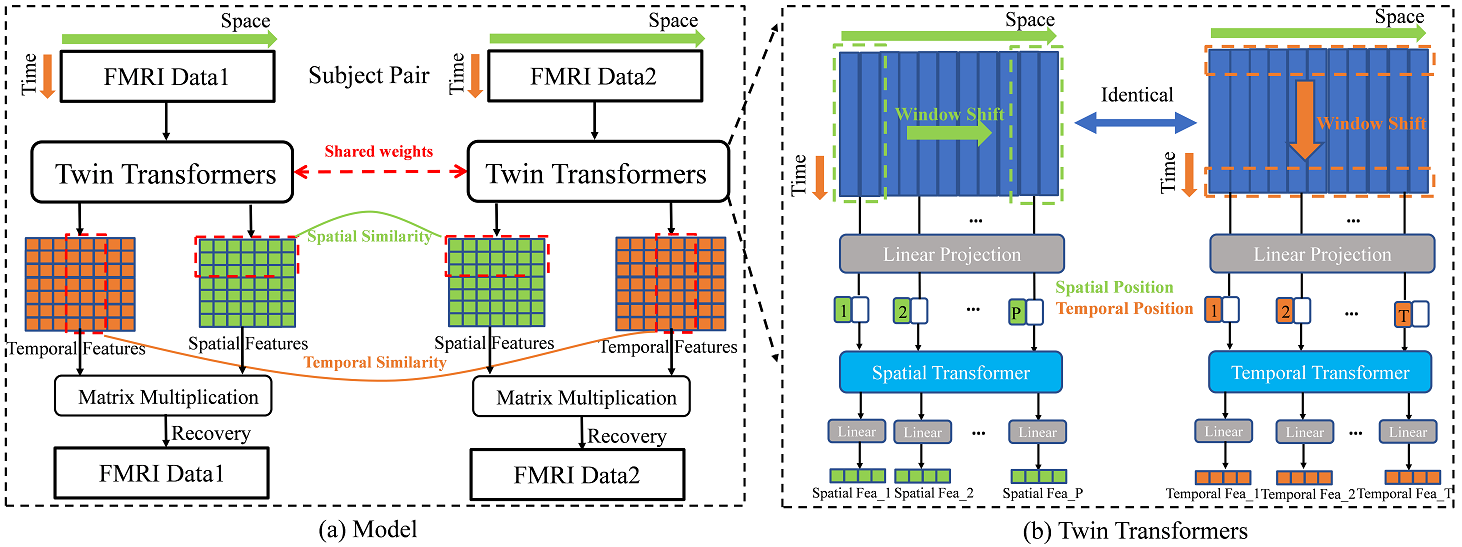 Space
Time
FMRI Data1
Subject Pair
Space
Time
FMRI Data2
Twin Transformers
Shared weights
Twin Transformers
Spatial Similarity
Temporal Features
Spatial Features
Spatial Features
Temporal Features
Temporal Similarity
Matrix Multiplication
Matrix Multiplication
Recovery
Recovery
FMRI Data1
FMRI Data2
(a) Model
Space
Window Shift
Time
Identical
Space
Window Shift
Time
...
...
Linear Projection
Linear Projection
Spatial Position
Temporal Position
1
2
...
P
1
2
...
T
Spatial Transformer
Temporal Transformer
Linear
Linear
...
Linear
Linear
Linear
...
Linear
Spatial Fea_1
Spatial Fea_2
Spatial Fea_P
Temporal Fea_1
Temporal Fea_2
Temporal Fea_T
(b) Twin Transformers